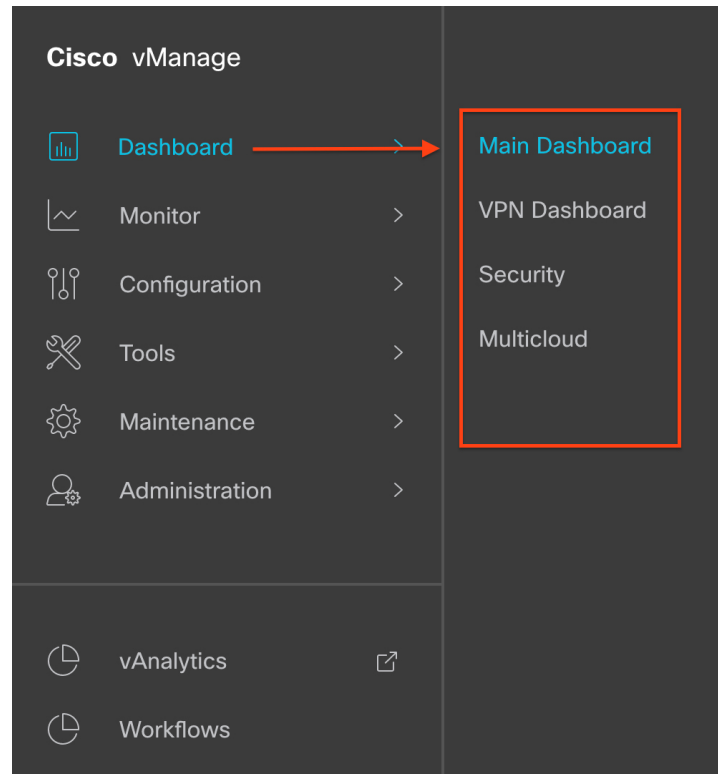 Cisco vManage
Dashboard
Monitor
Configuration
Tools
Maintenance
Administration
vAnalytics
Workflows
Main Dashboard
VPN Dashboard
Security
Multicloud